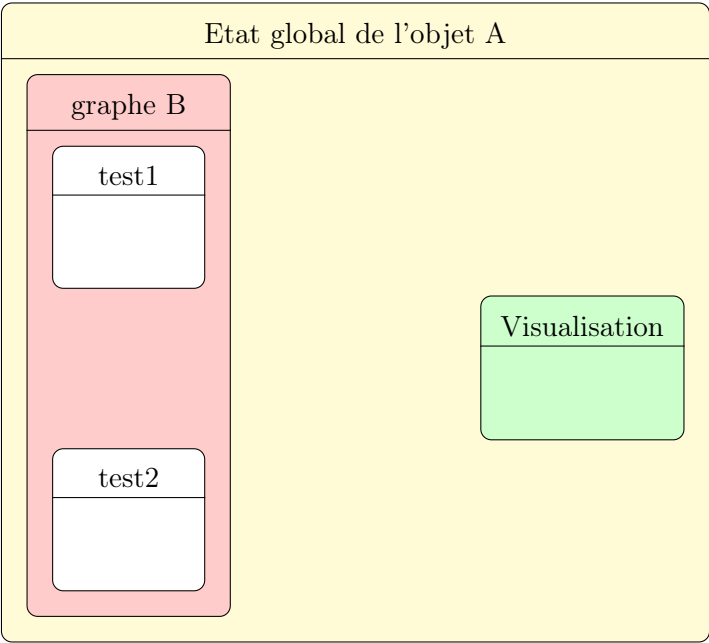 Etat global de l'objet A
graphe B
test1
Visualisation
test2